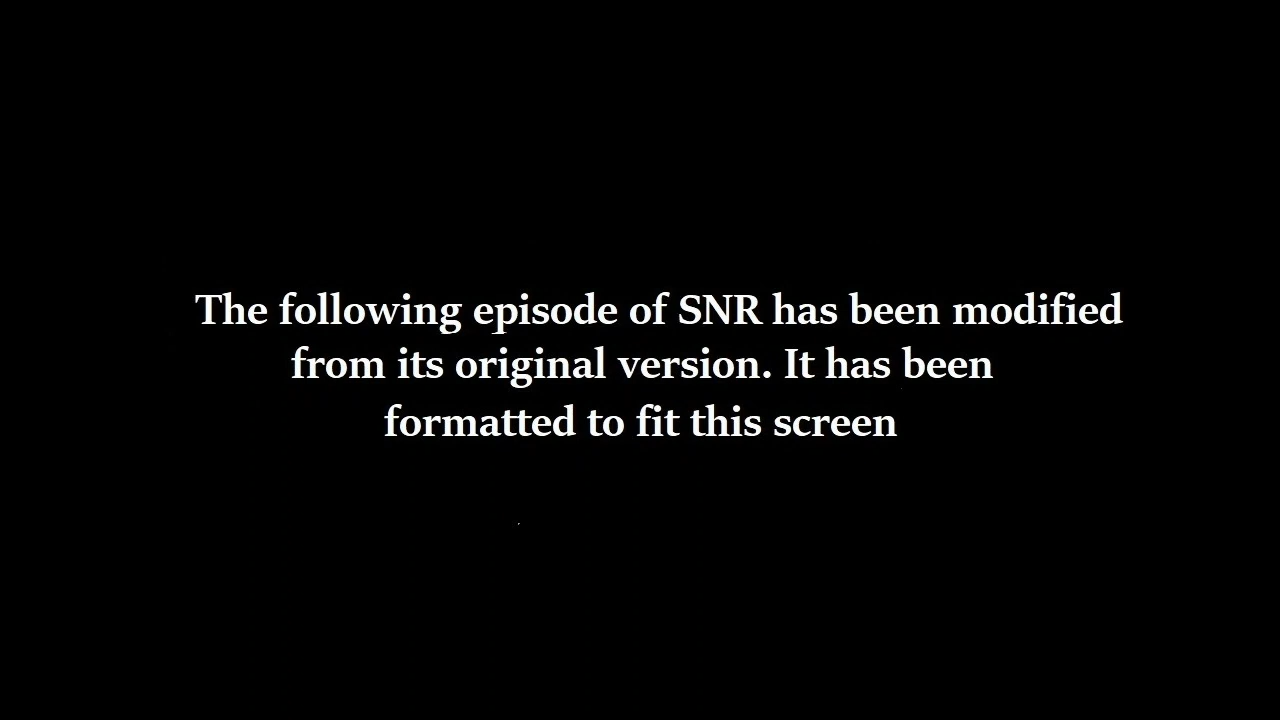 The following episode of SNR has been modified
from its original version. It has been
formatted to fit this screen